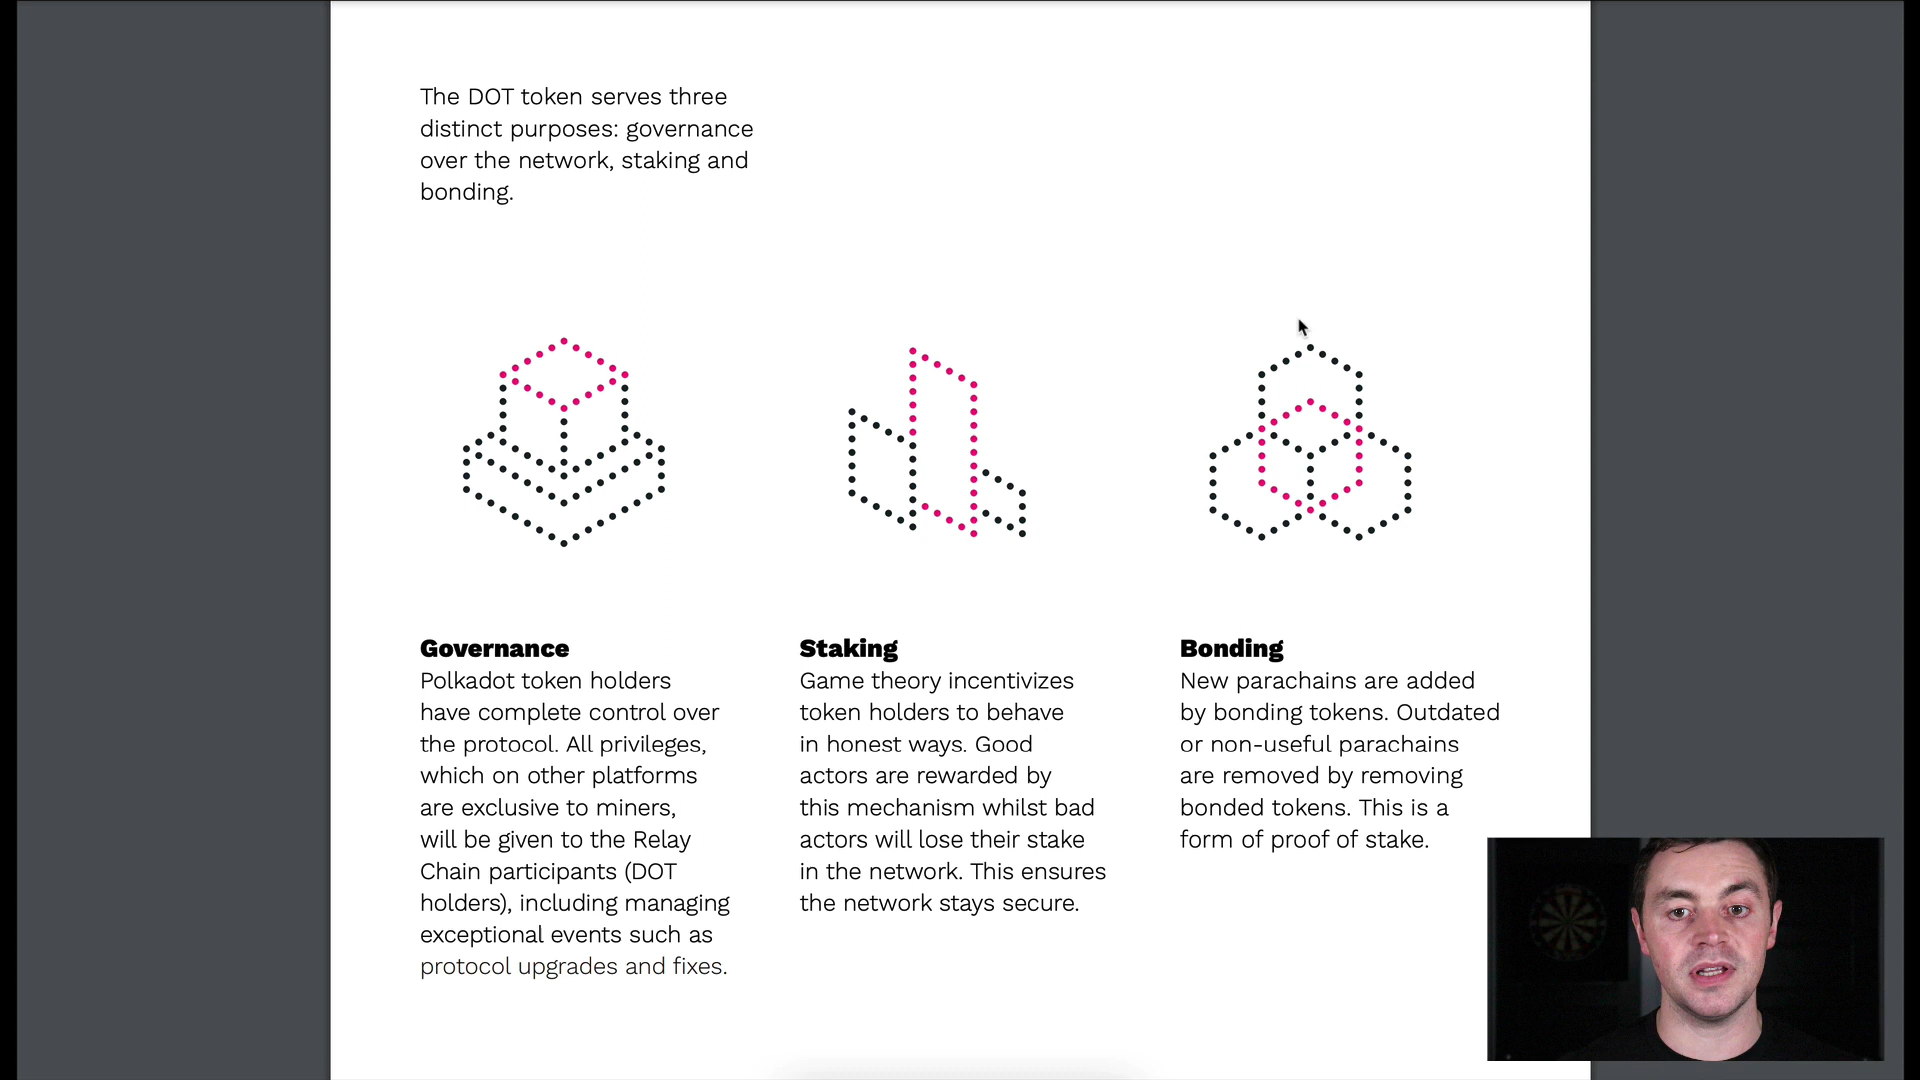 The DOT token serves three
distinct purposes: governance
over the network, staking and
bonding.
Governance
Polkadot token holders
have complete control over
the protocol. All privileges,
which on other platforms
are exclusive to miners,
will be given to the Relay
Chain participants (DOT
holders), including managing
exceptional events such as
protocol upgrades and fixes.
Staking
Game theory incentivizes
token holders to behave
in honest ways. Good
actors are rewarded by
this mechanism whilst bad
actors will lose their stake
in the network. This ensures
the network stays secure.
Bonding
New parachains are added
by bonding tokens. Outdated
or non-useful parachains
are removed by removing
bonded tokens. This is a
form of proof of stake.